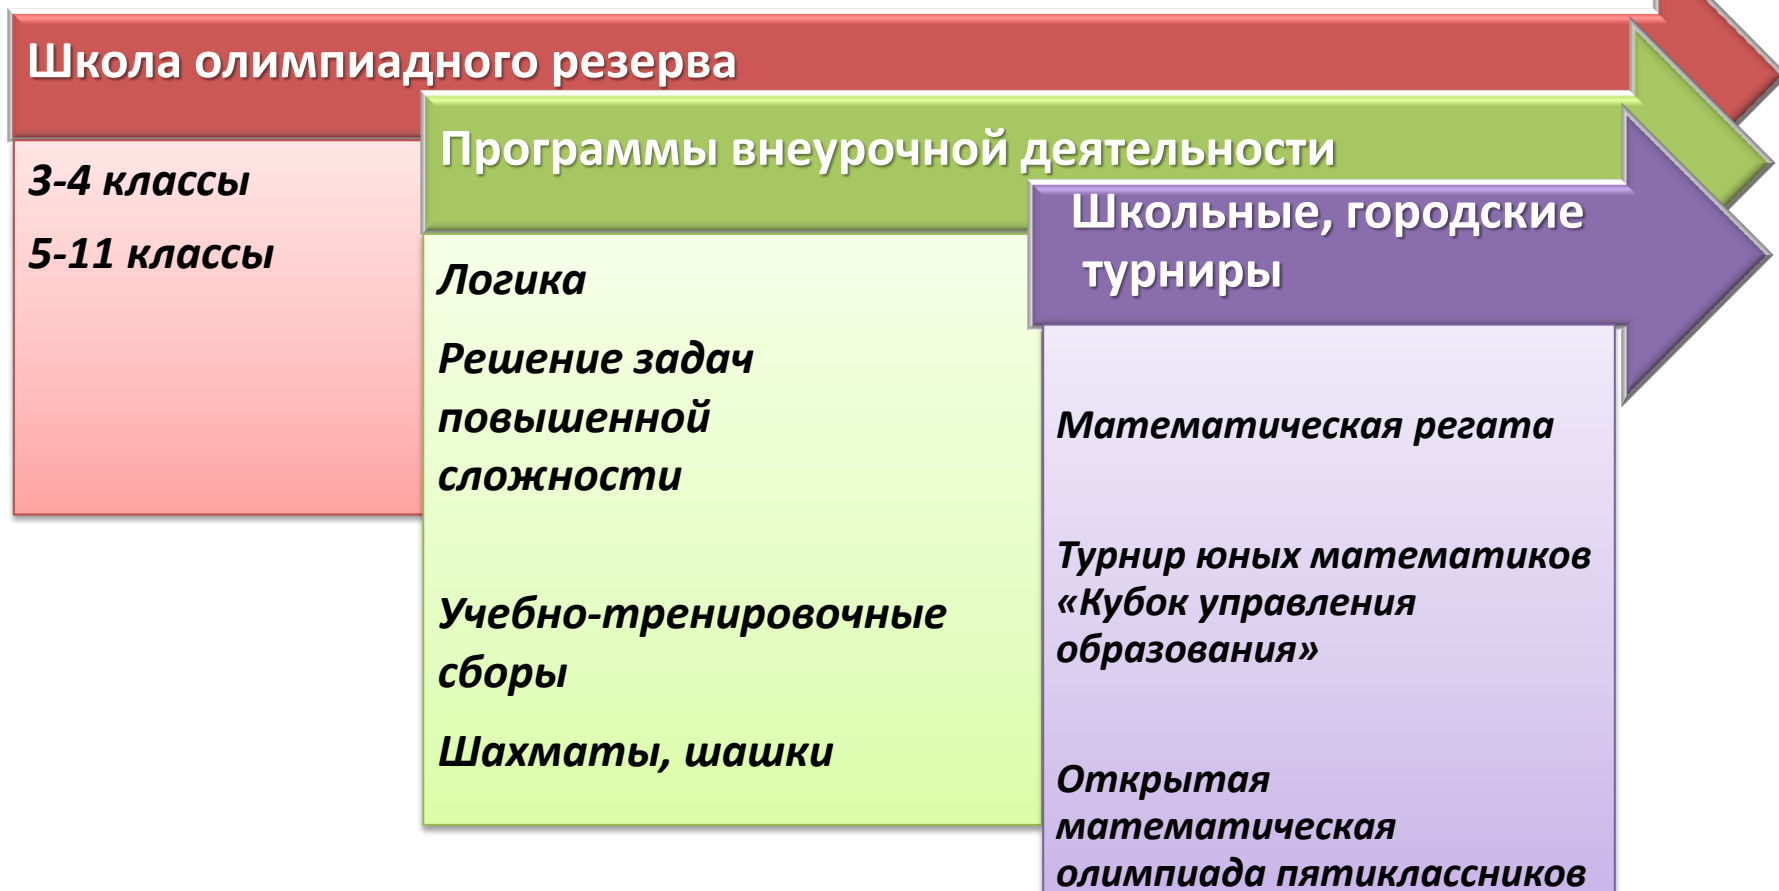 Школа олимпиадного резерва
3-4 классы
5-11 классы
Программы внеурочной деятельности
Логика
Решение задач
повышенной
сложности
Учебно-тренировочные
сборы
Шахматы, шашки
Школьные, городские
турниры
Математическая регата
Турнир юных математиков
«Кубок управления
образования»
Открытая
математическая
олимпиада пятиклассников